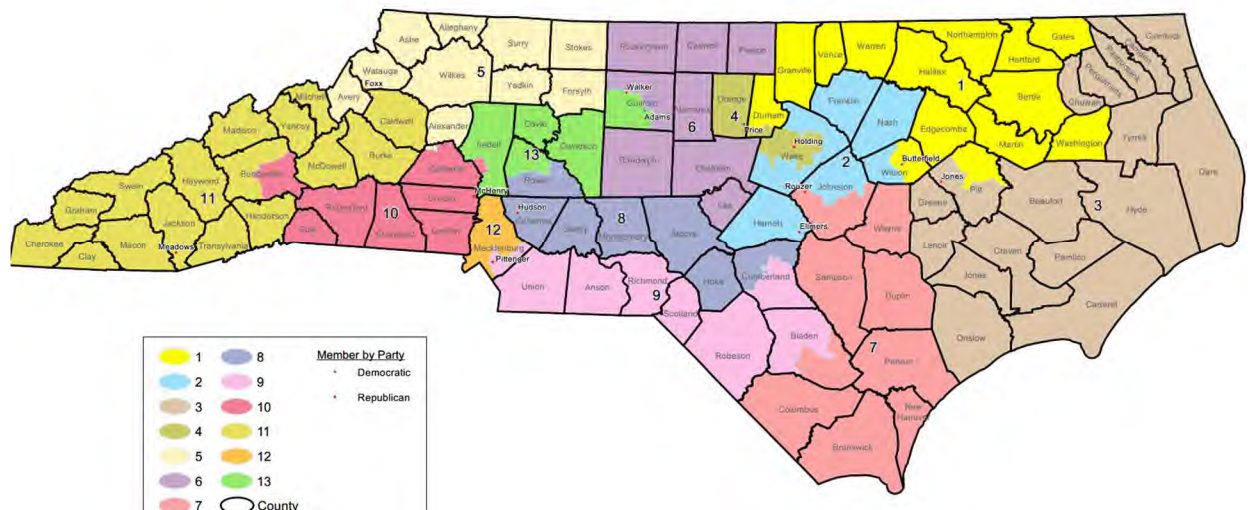 Ashe
Alleghany
Surry
Stokes
Rockingham
Caswell
Person
Granville
Vance
Warren
Northampton
Gates
Hertford
Halifax
1
Currituck
Camden
Pasquotank
Perquimans
Chowan
Watauga
Foxx
Wilkes
5
Yadkin
Forsyth
Walker
Guilford
Adams
Alamance
6
Orange
4
Price
Durham
Franklin
Nash
Edgecombe
Bertie
Martin
Washington
Tyrrell
Dare
Avery
Mitchell
Yancey
Madison
Caldwell
Alexander
Iredell
Davie
13
Davidson
Randolph
Chatham
Wake
Holding
2
Wilson
Butterfield
Pitt
Jones
Greene
Beaufort
Hyde
3
Burke
McDowell
Buncombe
Haywood
Swain
Graham
11
Jackson
Cherokee
Clay
Macon
Meadows
Transylvania
Henderson
Rutherford
Polk
10
Cleveland
Catawba
Lincoln
Gaston
McHenry
Rowan
Hudson
Cabarrus
Stanly
8
Montgomery
Moore
Lee
Harnett
Johnston
Rouzer
Ellmers
Wayne
Lenoir
Craven
Pamlico
Jones
Carteret
Onslow
12
Mecklenburg
Pittenger
Union
Anson
Richmond
9
Scotland
Hoke
Cumberland
Sampson
Duplin
Robeson
Bladen
7
Pender
Columbus
Brunswick
New
Hanover
1
2
3
4
5
6
7
8
9
10
11
12
13
County
Member by Party
Democratic
Republican